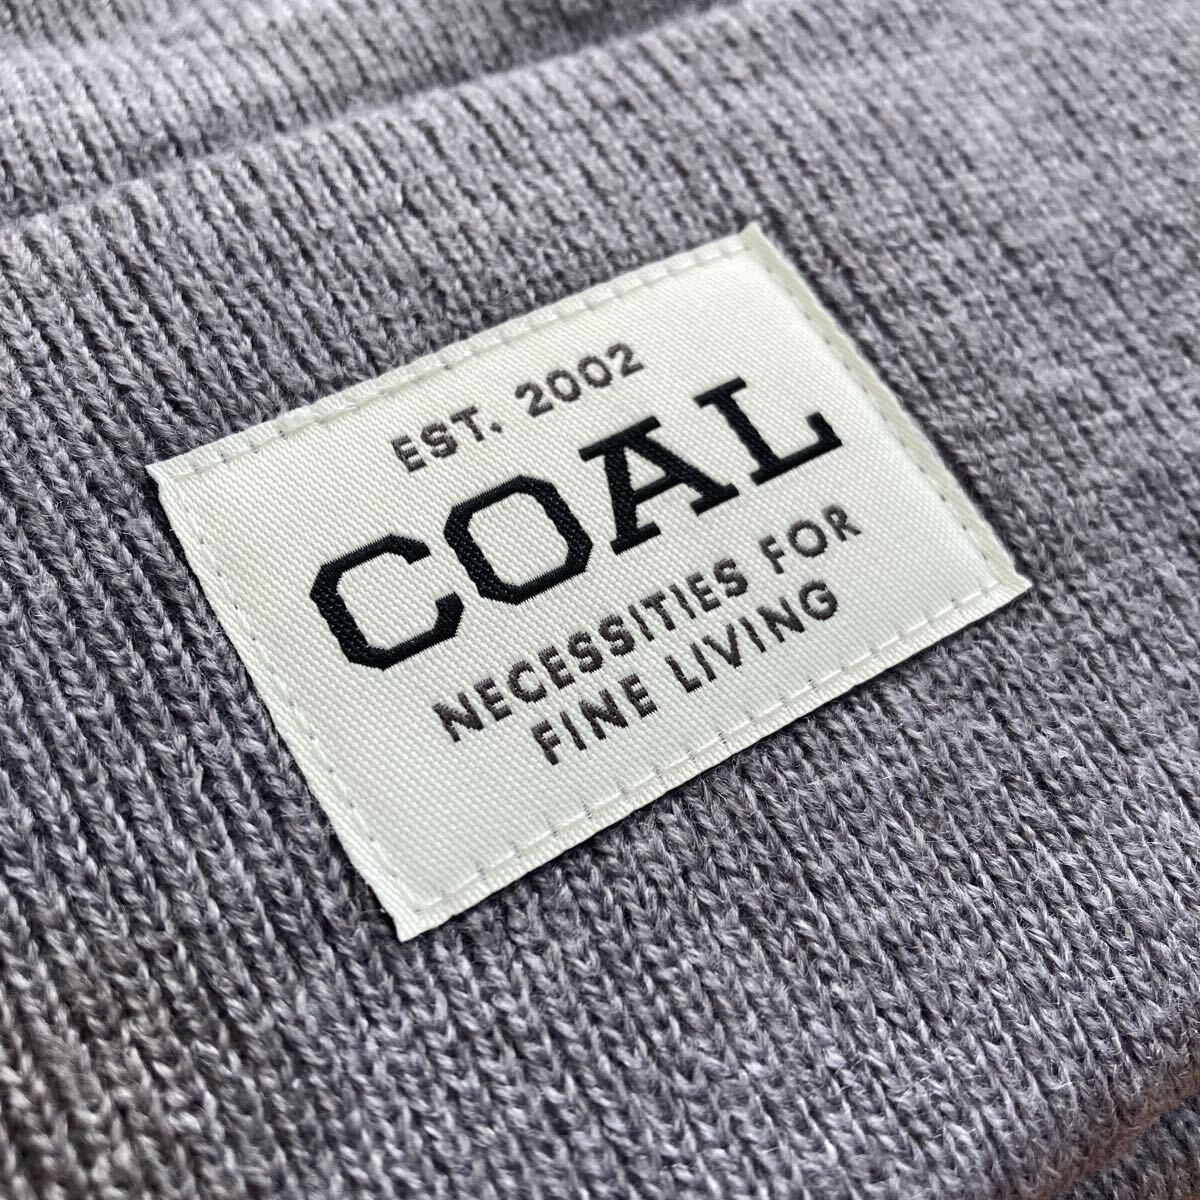 EST. 2002
COAL
NECESSITIES FOR
FINE LIVING